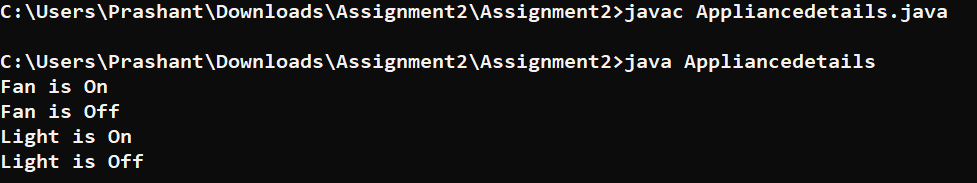 C:\Users\Prashant\Downloads\Assignment2\Assignment2>javac Appliancedetails.java
C:\Users\Prashant\Downloads\Assignment2\Assignment2>java Appliancedetails
Fan is On
Fan is Off
Light is On
Light is Off